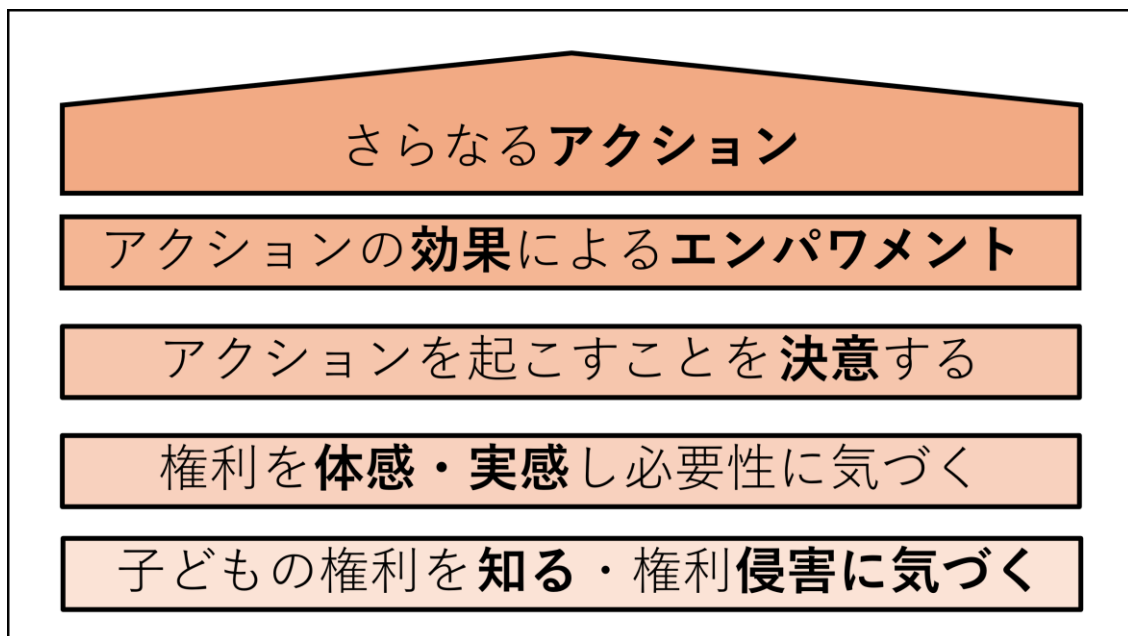 さらなるアクション
アクションの効果によるエンパワメント
アクションを起こすことを決意する
権利を体感・実感し必要性に気づく
子どもの権利を知る・権利侵害に気づく